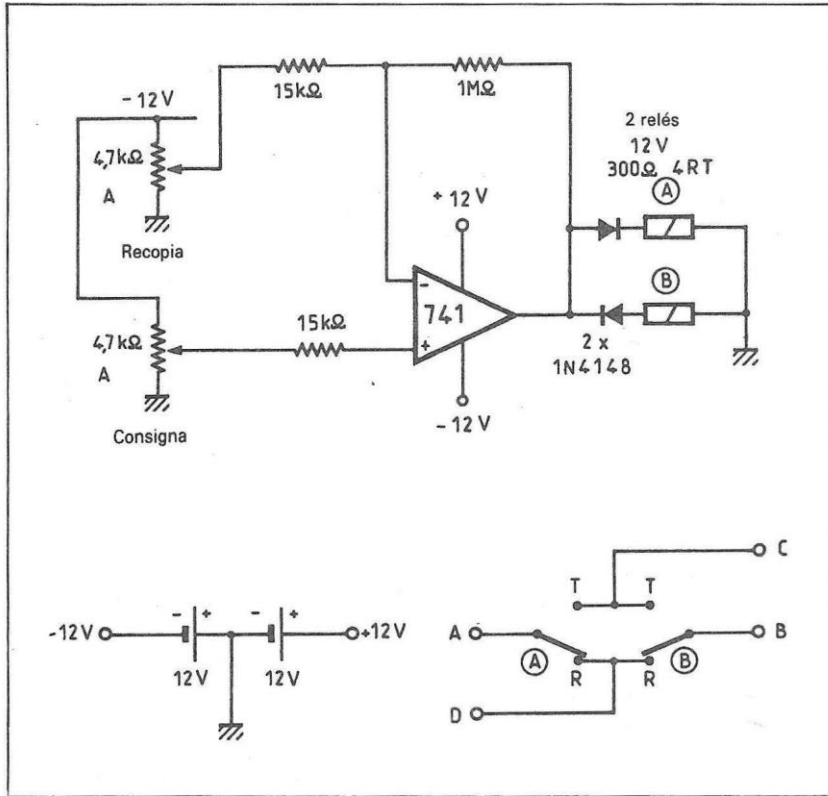 15kΩ
1MΩ
- 12 V
4,7kΩ
A
Recopia
2 relés
12 V
300Ω 4RT
A
+ 12 V
B
741
-
+
15kΩ
4,7kΩ
A
Consigna
2 x
1N4148
- 12 V
C
T T
- + - +
-12V
+12V
12V 12V
A
B
A
B
R R
D